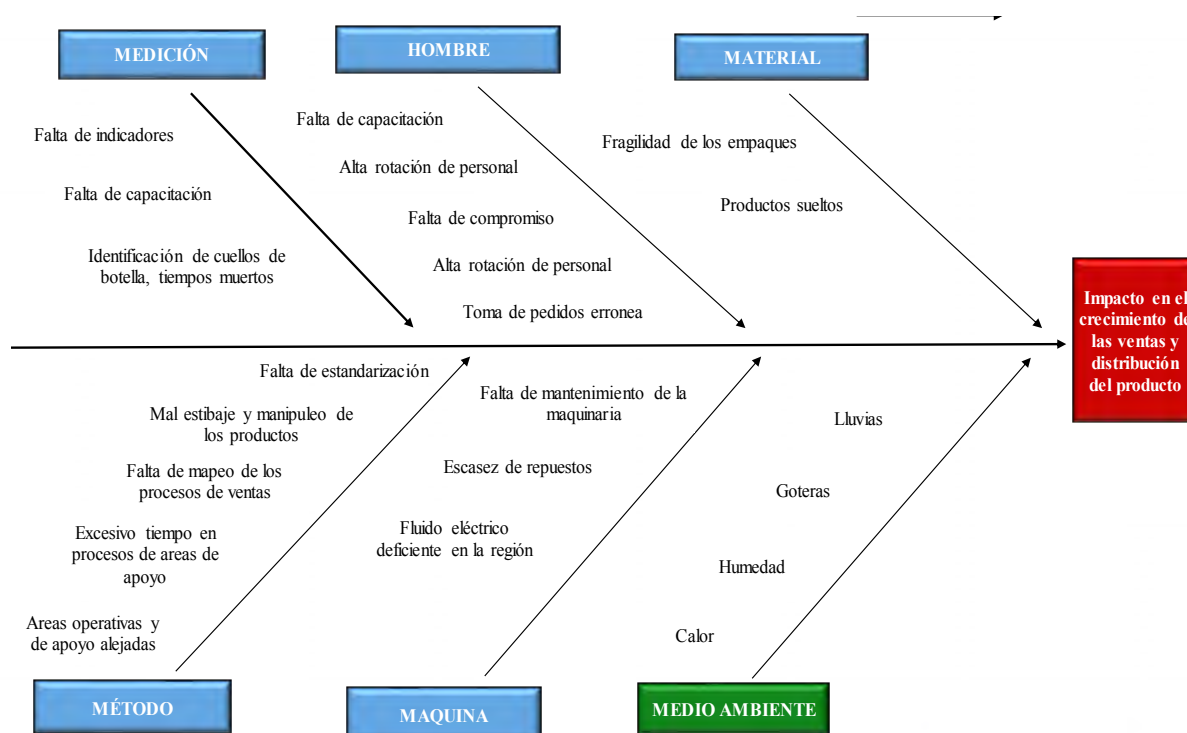 MEDICIÓN
HOMBRE
MATERIAL
Falta de indicadores
Falta de capacitación
Identificación de cuellos de
botella, tiempos muertos
Falta de capacitación
Alta rotación de personal
Falta de compromiso
Alta rotación de personal
Toma de pedidos erronea
Fragilidad de los empaques
Productos sueltos
Impacto en el
crecimiento de
las ventas y
distribución
del producto
Falta de estandarización
Mal estibaje y manipuleo de
los productos
Falta de mapeo de los
procesos de ventas
Excesivo tiempo en
procesos de areas de
apoyo
Areas operativas y
de apoyo alejadas
Falta de mantenimiento de la
maquinaria
Escasez de repuestos
Fluido eléctrico
deficiente en la región
Lluvias
Goteras
Humedad
Calor
MÉTODO
MAQUINA
MEDIO AMBIENTE